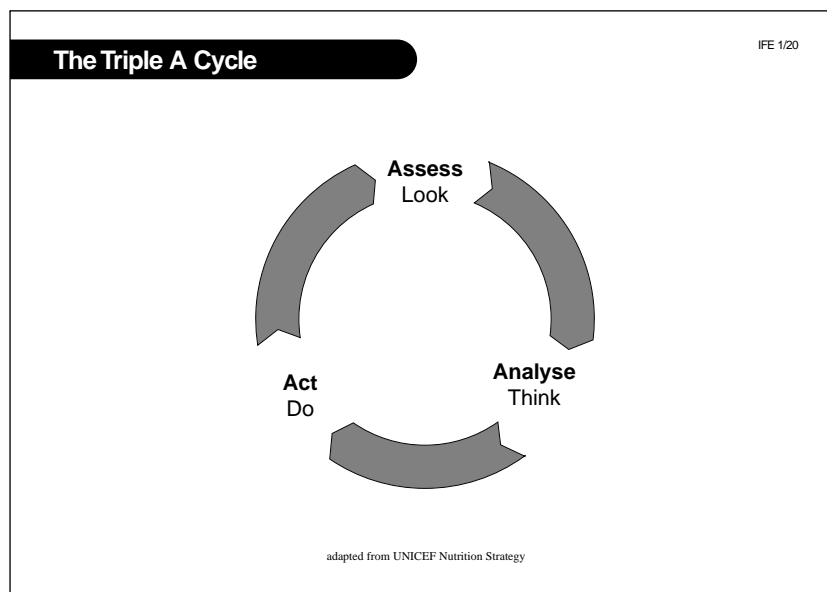 The Triple A Cycle
IFE 1/20
Assess
Look
Analyse
Think
Act
Do
adapted from UNICEF Nutrition Strategy